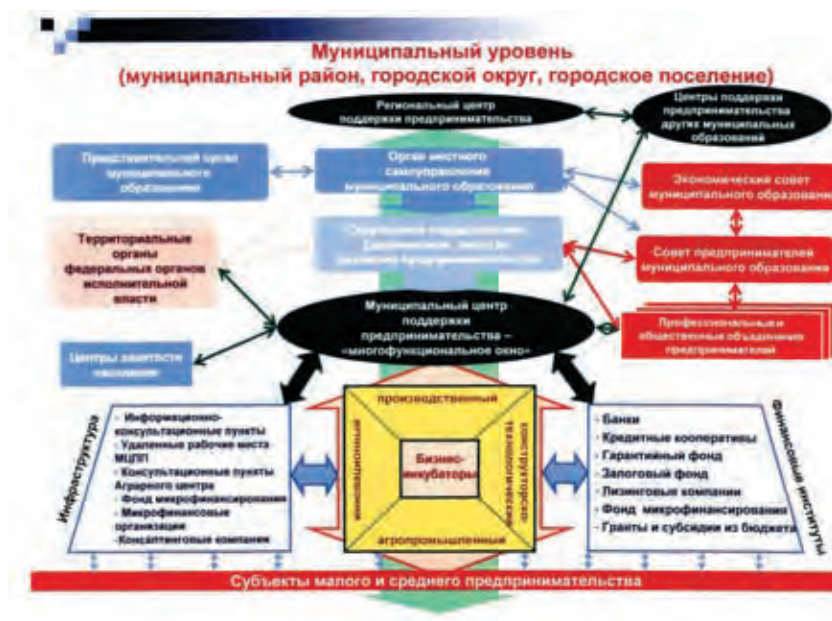 Муниципальный уровень
(муниципальный район, городской округ, городское поселение)
Региональный центр
поддержки предпринимательства
Центры поддержки
предпринимательства
других муниципальных
образований
Представительный орган
муниципального
образования
Орган местного
самоуправления
муниципального образования
Экономический совет
муниципального образования
Территориальные
органы
федеральных органов
исполнительной
власти
Совет предпринимателей
муниципального образования
Муниципальный центр
поддержки
предпринимательства –
«многофункциональное окно»
Профессиональные и
общественные объединения
предпринимателей
Центры занятости
населения
Инфраструктура
- Информационно-
консультационные пункты
- Удаленные рабочие места
МЦПП
- Консультационные пункты
Аграрного центра
- Фонд микрофинансирования
- Микрофинансовые
организации
-Консалтинговые компании
производственный
инновационный
Бизнес-
инкубаторы
конструкторско-
технологический
агропромышленный
- Банки
- Кредитные кооперативы
- Гарантийный фонд
- Залоговый фонд
- Лизинговые компании
- Фонд микрофинансирования
- Гранты и субсидии из бюджета
Финансовые институты
Субъекты малого и среднего предпринимательства